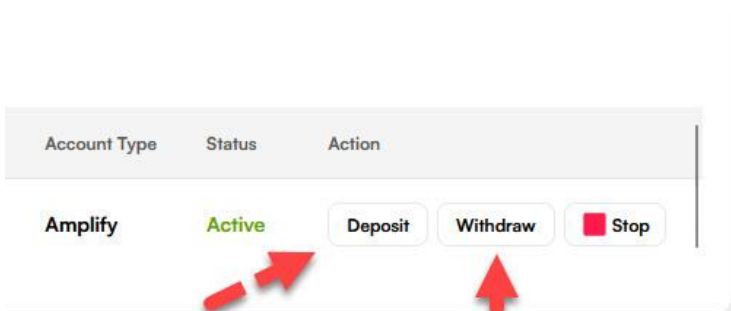 Account Type Status Action
Amplify Active Deposit Withdraw Stop